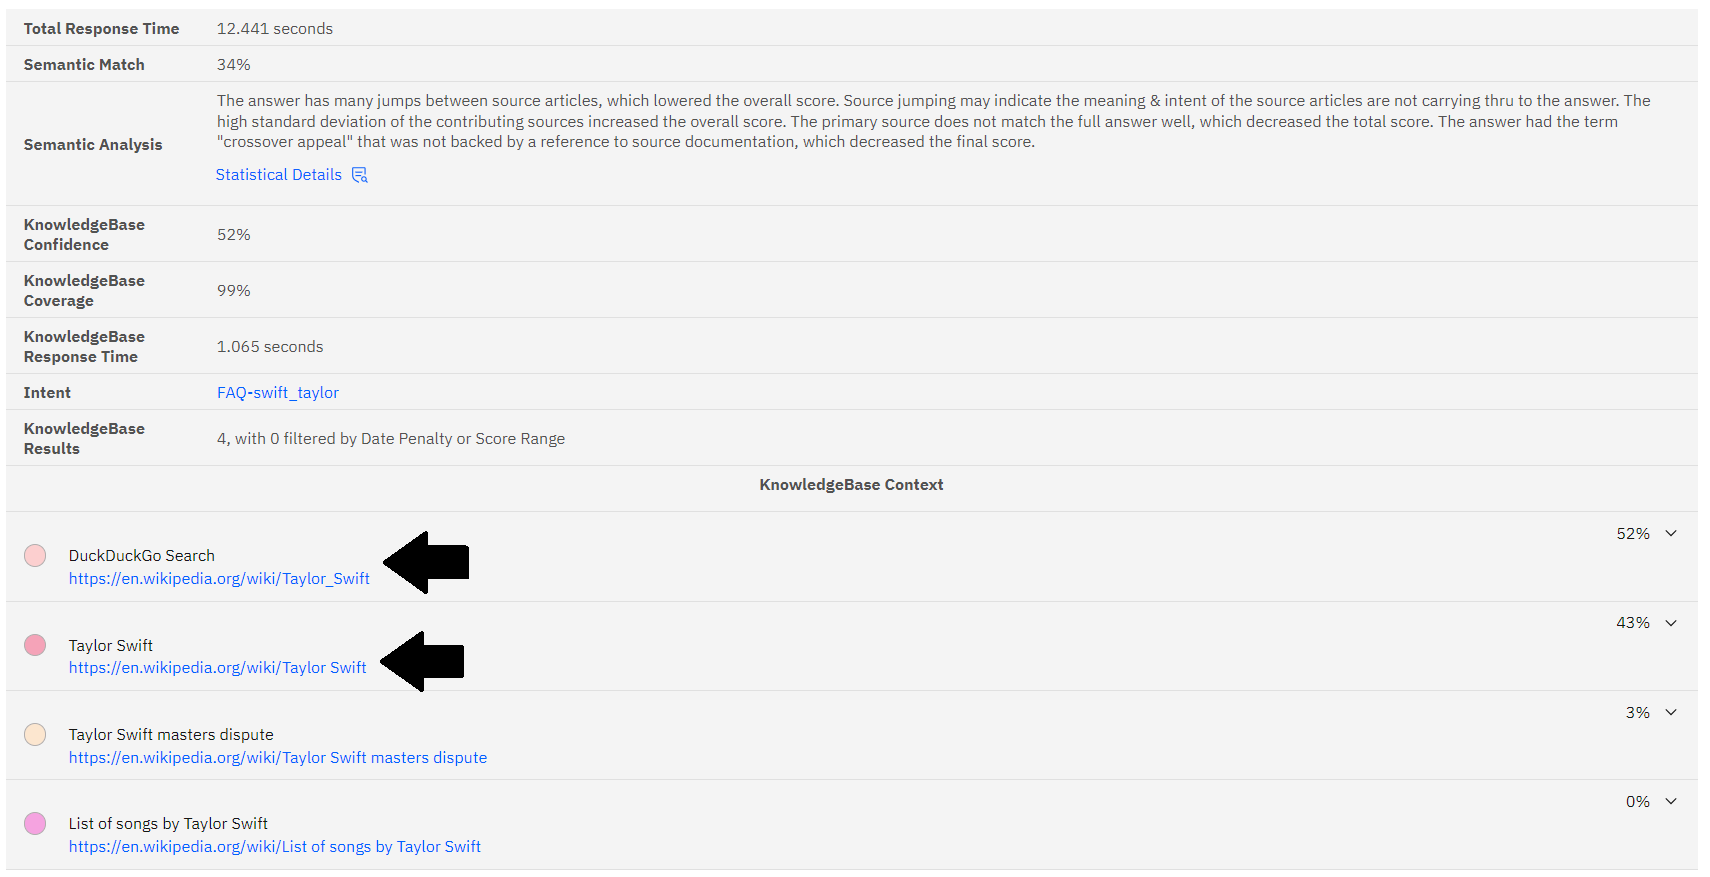 Total Response Time 12.441 seconds
Semantic Match 34%
Semantic Analysis
The answer has many jumps between source articles, which lowered the overall score. Source jumping may indicate the meaning & intent of the source articles are not carrying thru to the answer. The
high standard deviation of the contributing sources increased the overall score. The primary source does not match the full answer well, which decreased the total score. The answer had the term
"crossover appeal" that was not backed by a reference to source documentation, which decreased the final score.
Statistical Details
KnowledgeBase
Confidence
52%
KnowledgeBase
Coverage
99%
KnowledgeBase
Response Time
1.065 seconds
Intent FAQ-swift_taylor
KnowledgeBase
Results
4, with 0 filtered by Date Penalty or Score Range
KnowledgeBase Context
52%
DuckDuckGo Search
https://en.wikipedia.org/wiki/Taylor_Swift
43%
Taylor Swift
https://en.wikipedia.org/wiki/Taylor Swift
3%
Taylor Swift masters dispute
https://en.wikipedia.org/wiki/Taylor Swift masters dispute
0%
List of songs by Taylor Swift
https://en.wikipedia.org/wiki/List of songs by Taylor Swift